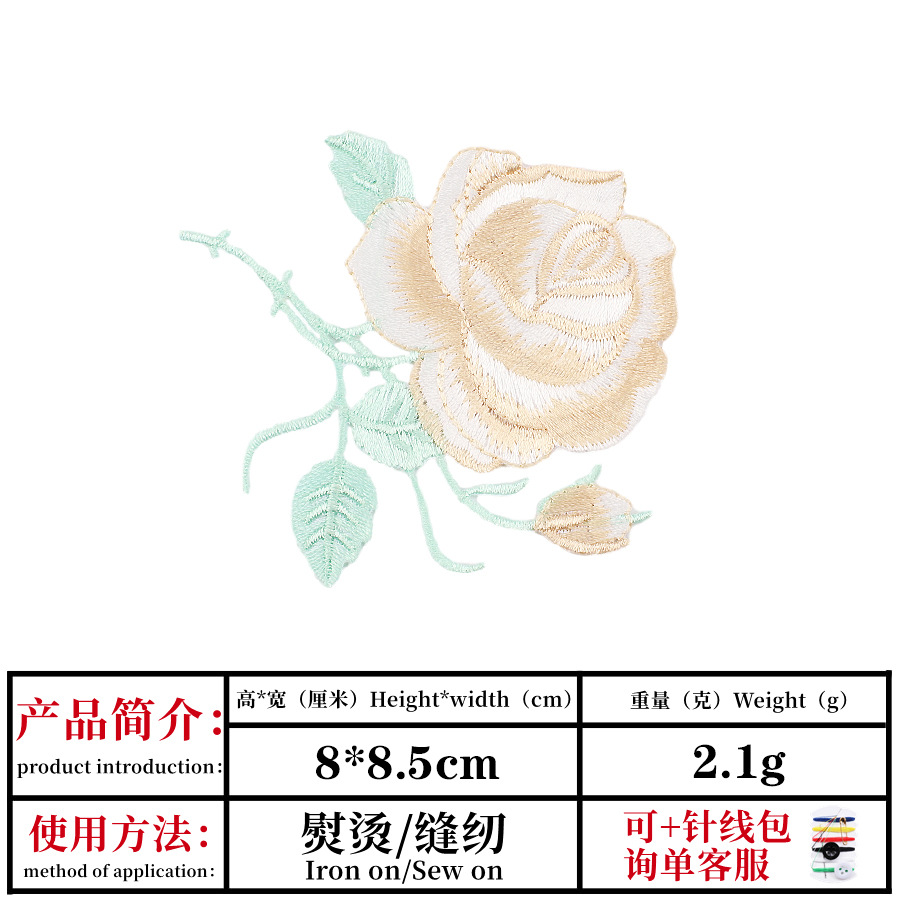 产品简介：
product introduction:
高*宽（厘米）Height*width（cm）
重量（克）Weight（g）
8*8.5cm
2.1g
使用方法：
method of application:
熨烫/缝纫
Iron on/Sew on
可+针线包
询单客服